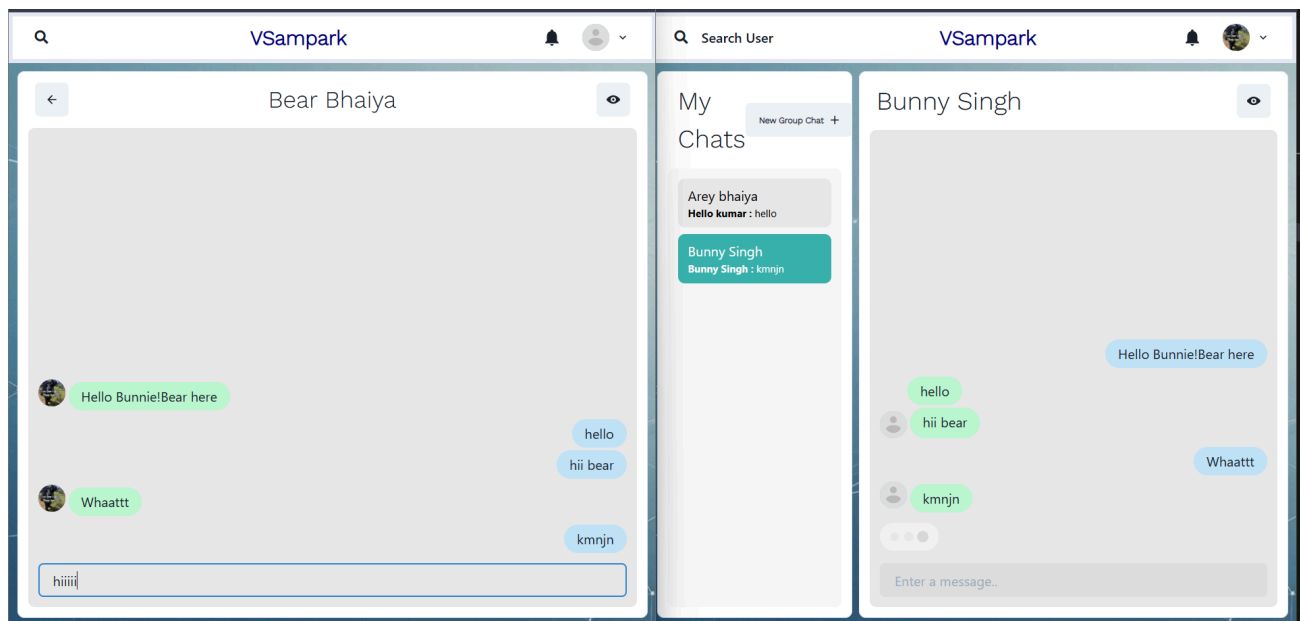 VSampark
Bear Bhaiya
Hello Bunnie!Bear here
hello
hii bear
Whaattt
kmnjn
hiiiii
Search User
VSampark
My
Chats
New Group Chat +
Arey bhaiya
Hello kumar : hello
Bunny Singh
Bunny Singh : kmnjn
Bunny Singh
Hello Bunnie!Bear here
hello
hii bear
Whaattt
kmnjn
Enter a message..